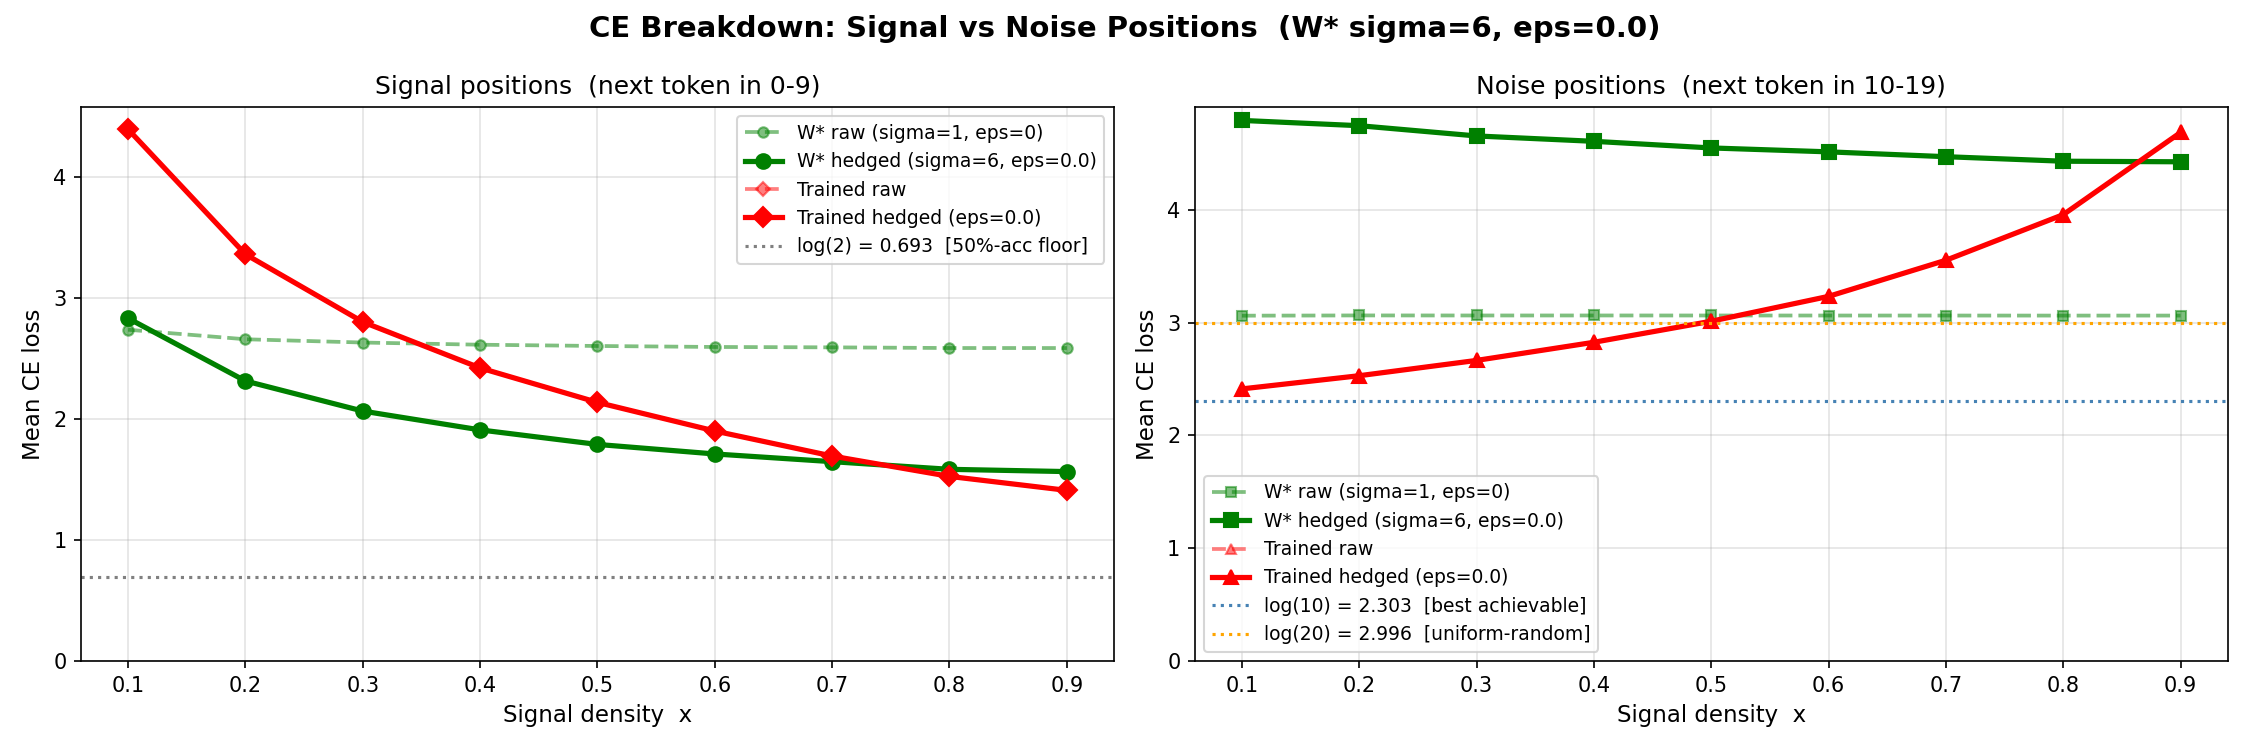 CE Breakdown: Signal vs Noise Positions (W* sigma=6, eps=0.0)
Signal positions (next token in 0-9)
Mean CE loss
4
3
2
1
0
W* raw (sigma=1, eps=0)
W* hedged (sigma=6, eps=0.0)
Trained raw
Trained hedged (eps=0.0)
log(2) = 0.693 [50%-acc floor]
0.1 0.2 0.3 0.4 0.5 0.6 0.7 0.8 0.9
Signal density x
Noise positions (next token in 10-19)
Mean CE loss
4
3
2
1
0
W* raw (sigma=1, eps=0)
W* hedged (sigma=6, eps=0.0)
Trained raw
Trained hedged (eps=0.0)
log(10) = 2.303 [best achievable]
log(20) = 2.996 [uniform-random]
0.1 0.2 0.3 0.4 0.5 0.6 0.7 0.8 0.9
Signal density x